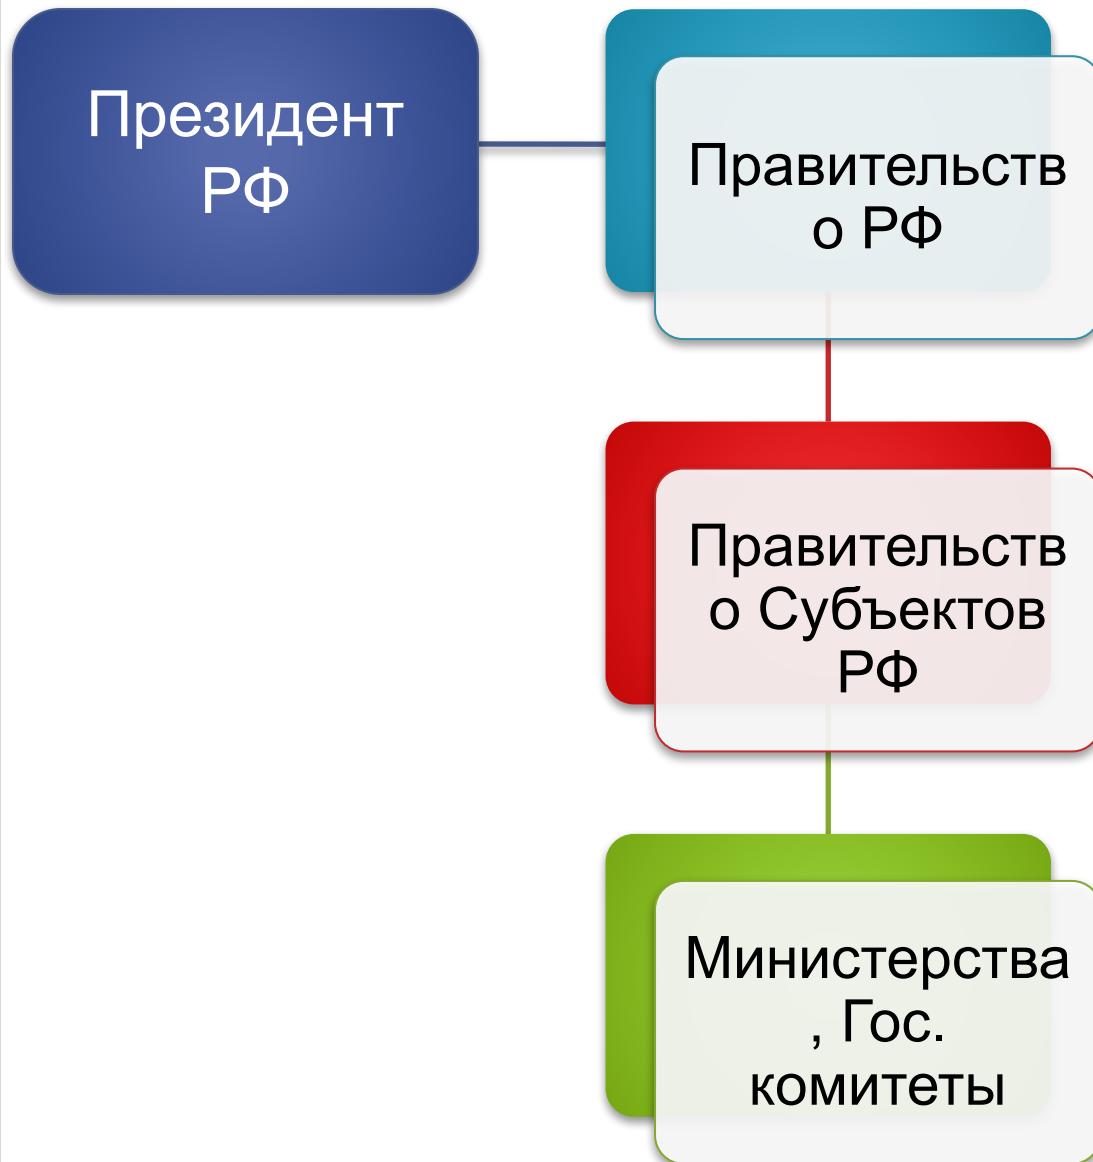 Президент
РФ
Правительств
о РФ
Правительств
о Субъектов
РФ
Министерства
, Гос.
комитеты